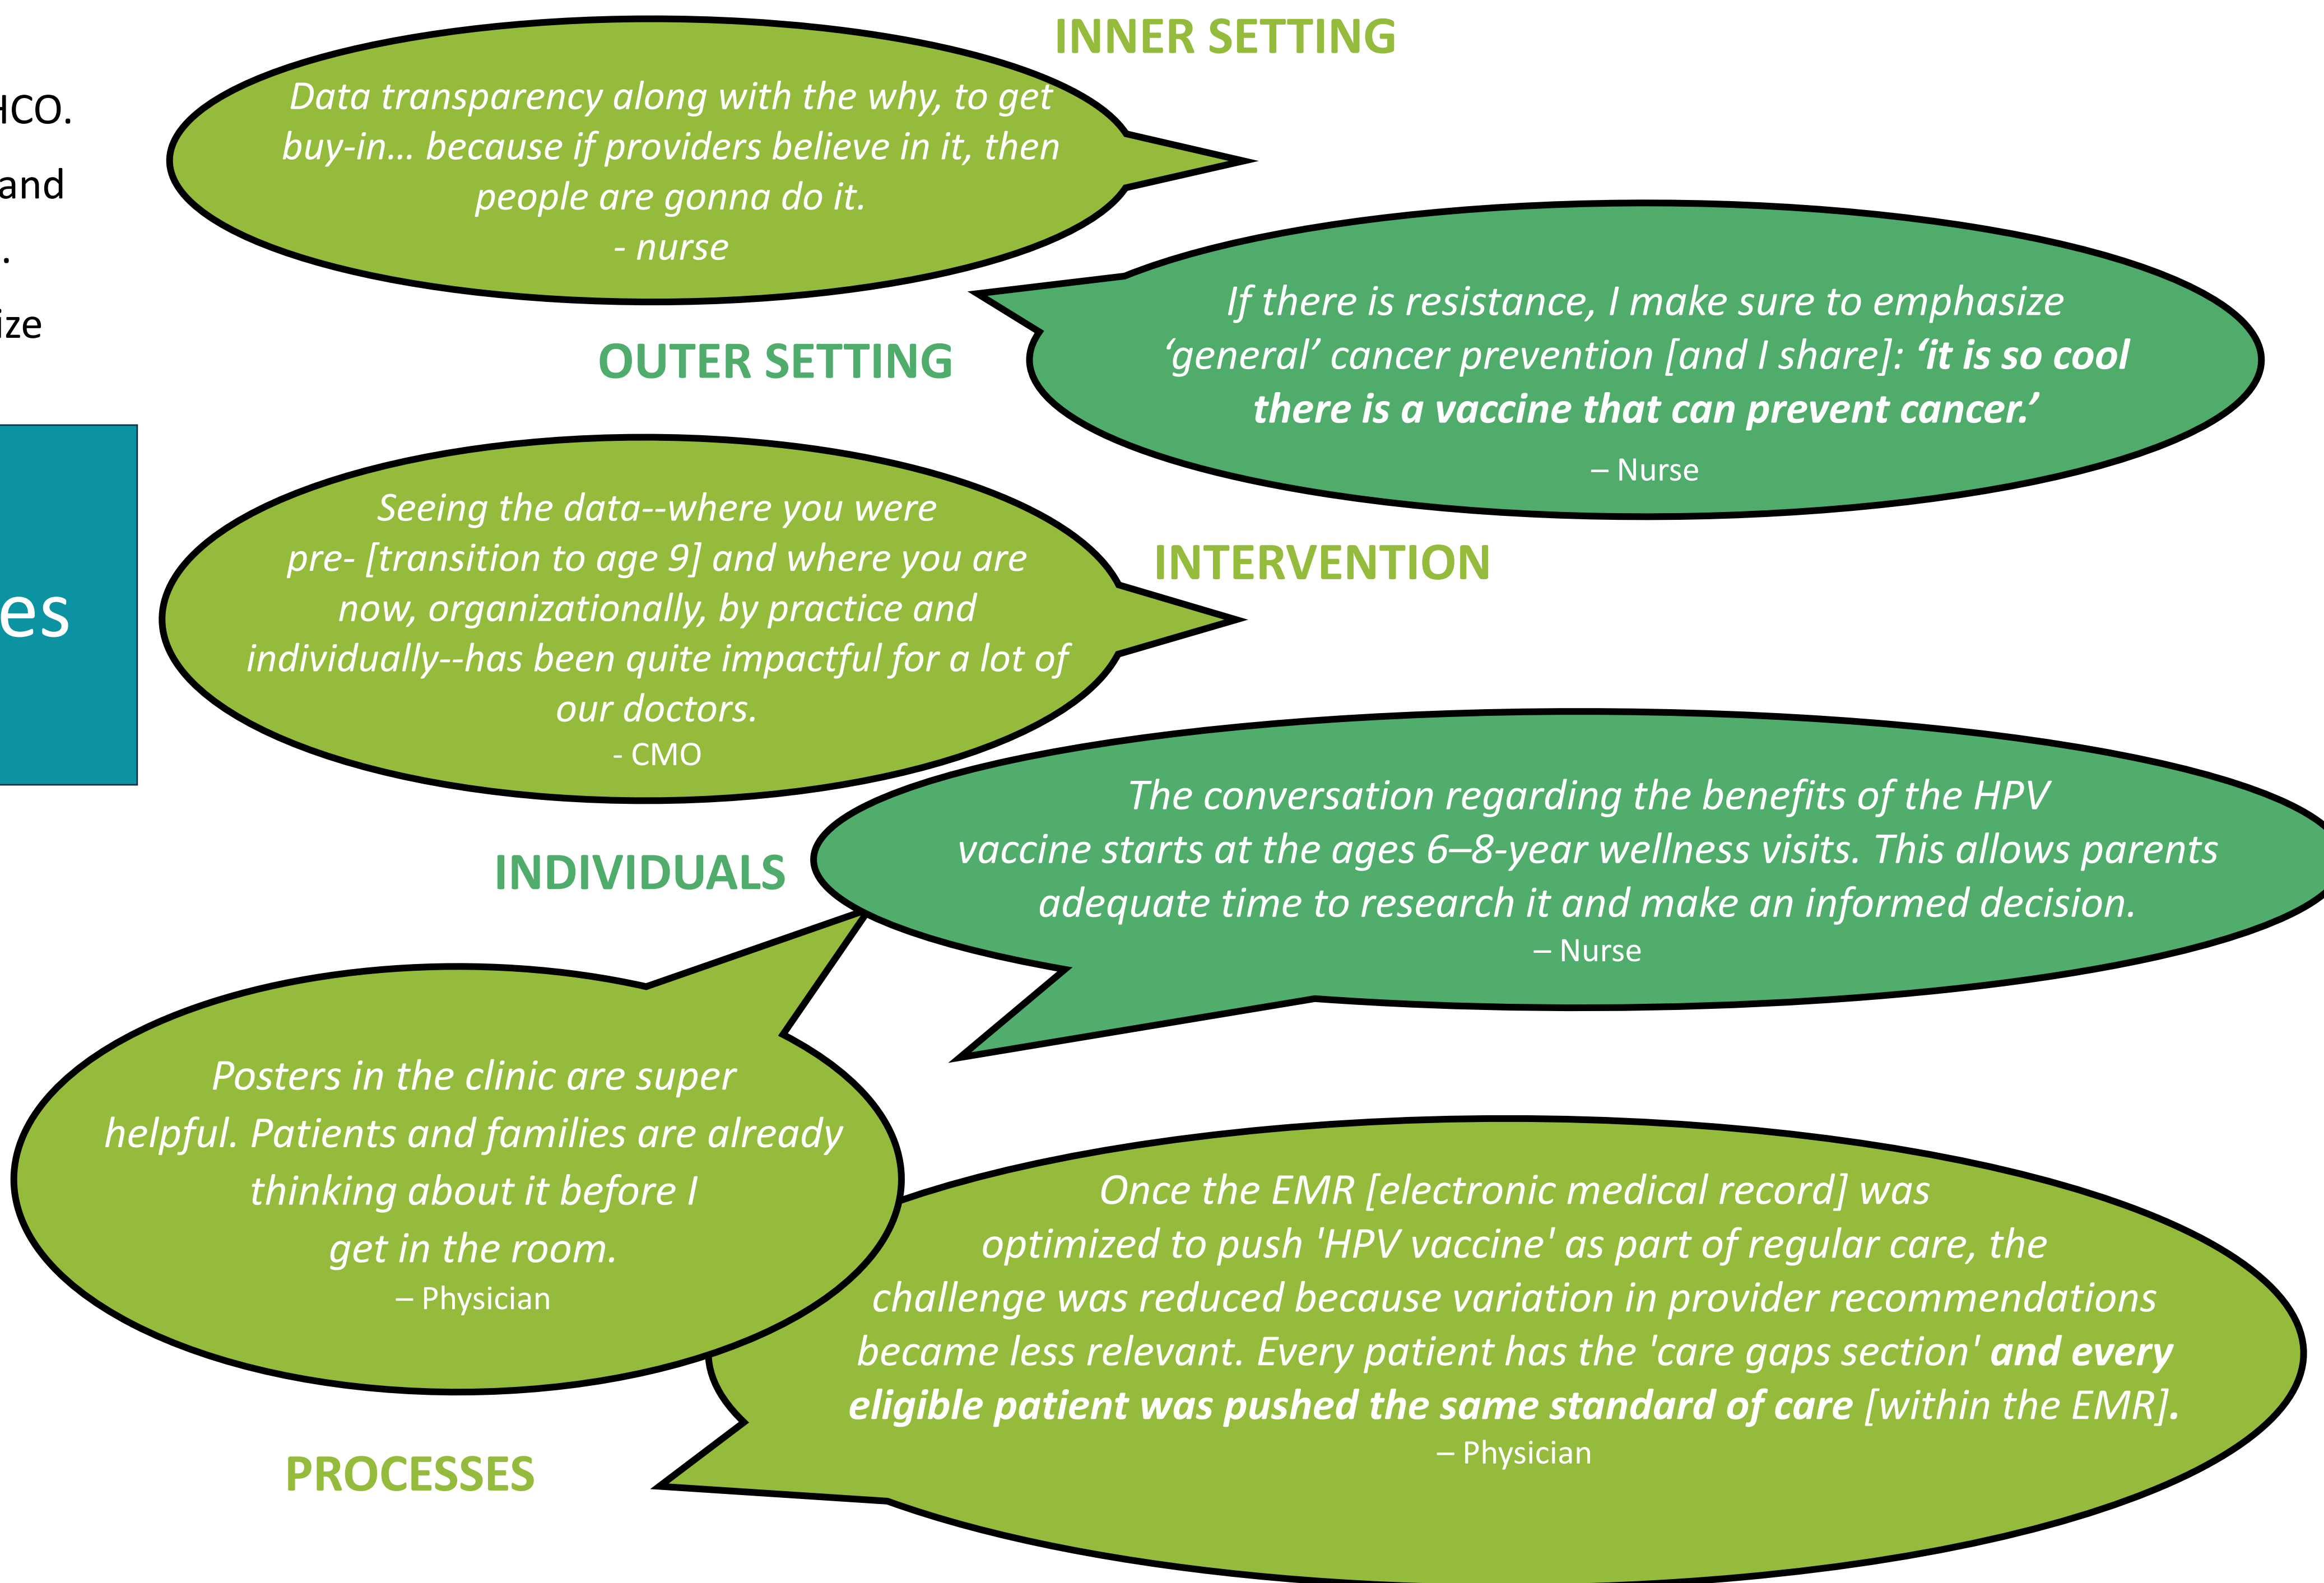 HCO.
and
.
ize
es
INNER SETTING
Data transparency along with the why, to get
buy-in... because if providers believe in it, then
people are gonna do it.
- nurse
OUTER SETTING
If there is resistance, I make sure to emphasize
‘general’ cancer prevention [and I share]: ‘it is so cool
there is a vaccine that can prevent cancer.’
– Nurse
INTERVENTION
Seeing the data--where you were
pre- [transition to age 9] and where you are
now, organizationally, by practice and
individually--has been quite impactful for a lot of
our doctors.
- CMO
INDIVIDUALS
The conversation regarding the benefits of the HPV
vaccine starts at the ages 6–8-year wellness visits. This allows parents
adequate time to research it and make an informed decision.
– Nurse
Posters in the clinic are super
helpful. Patients and families are already
thinking about it before I
get in the room.
– Physician
PROCESSES
Once the EMR [electronic medical record] was
optimized to push 'HPV vaccine' as part of regular care, the
challenge was reduced because variation in provider recommendations
became less relevant. Every patient has the 'care gaps section' and every
eligible patient was pushed the same standard of care [within the EMR].
– Physician